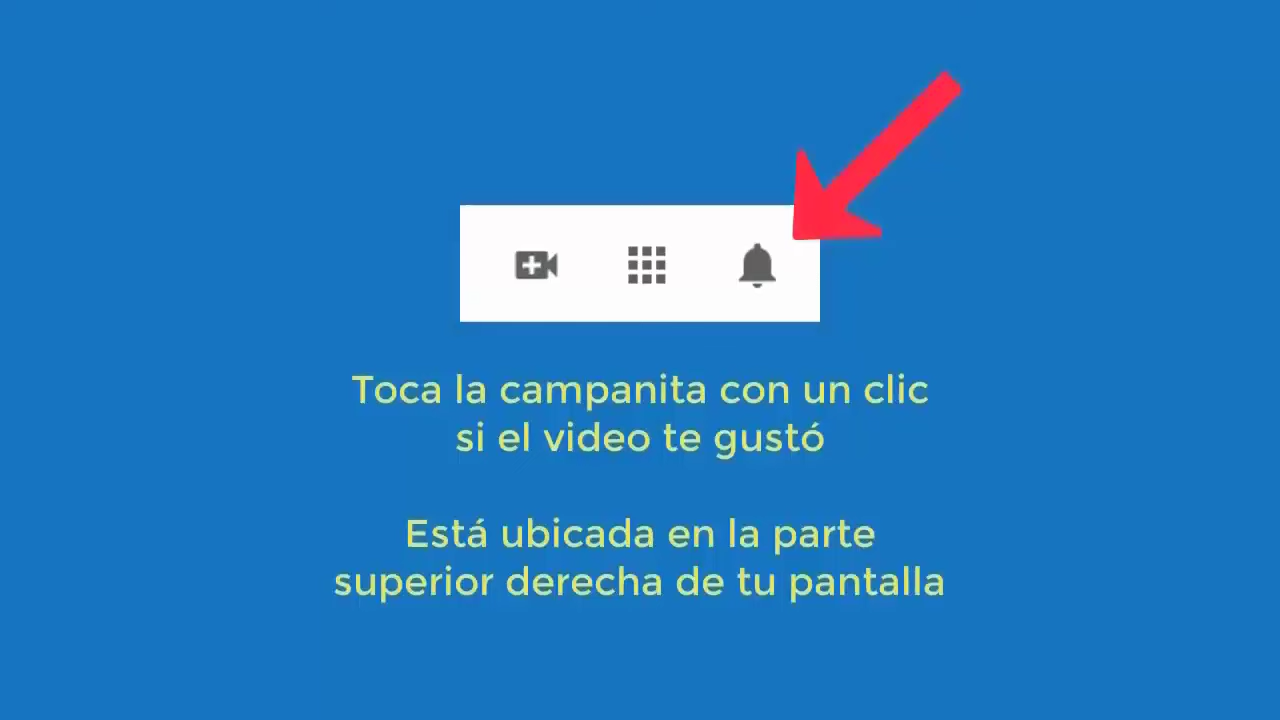 Toca la campanita con un clic
si el video te gustó
Está ubicada en la parte
superior derecha de tu pantalla